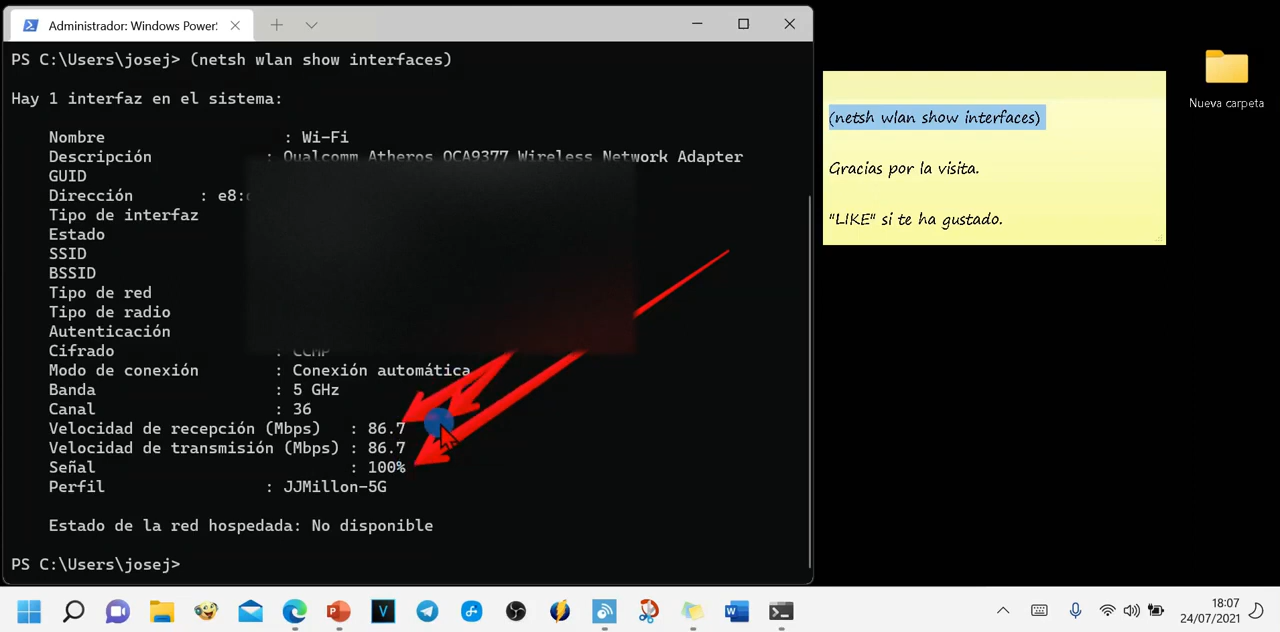 Administrador: Windows Power
PS C:\Users\josej> (netsh wlan show interfaces)
Hay 1 interfaz en el sistema:
Nombre : Wi-Fi
Descripción : Qualcomm Atheros QCA9377 Wireless Network Adapter
GUID
Dirección : e8:
Tipo de interfaz
Estado
SSID
BSSID
Tipo de red
Tipo de radio
Autenticación
Cifrado : CCMP
Modo de conexión : Conexión automática
Banda : 5 GHz
Canal : 36
Velocidad de recepción (Mbps) : 86.7
Velocidad de transmisión (Mbps) : 86.7
Señal : 100%
Perfil : JJMillon-5G
Estado de la red hospedada: No disponible
PS C:\Users\josej>
(netsh wlan show interfaces)
Gracias por la visita.
"LIKE" si te ha gustado.
Nueva carpeta
18:07
24/07/2021